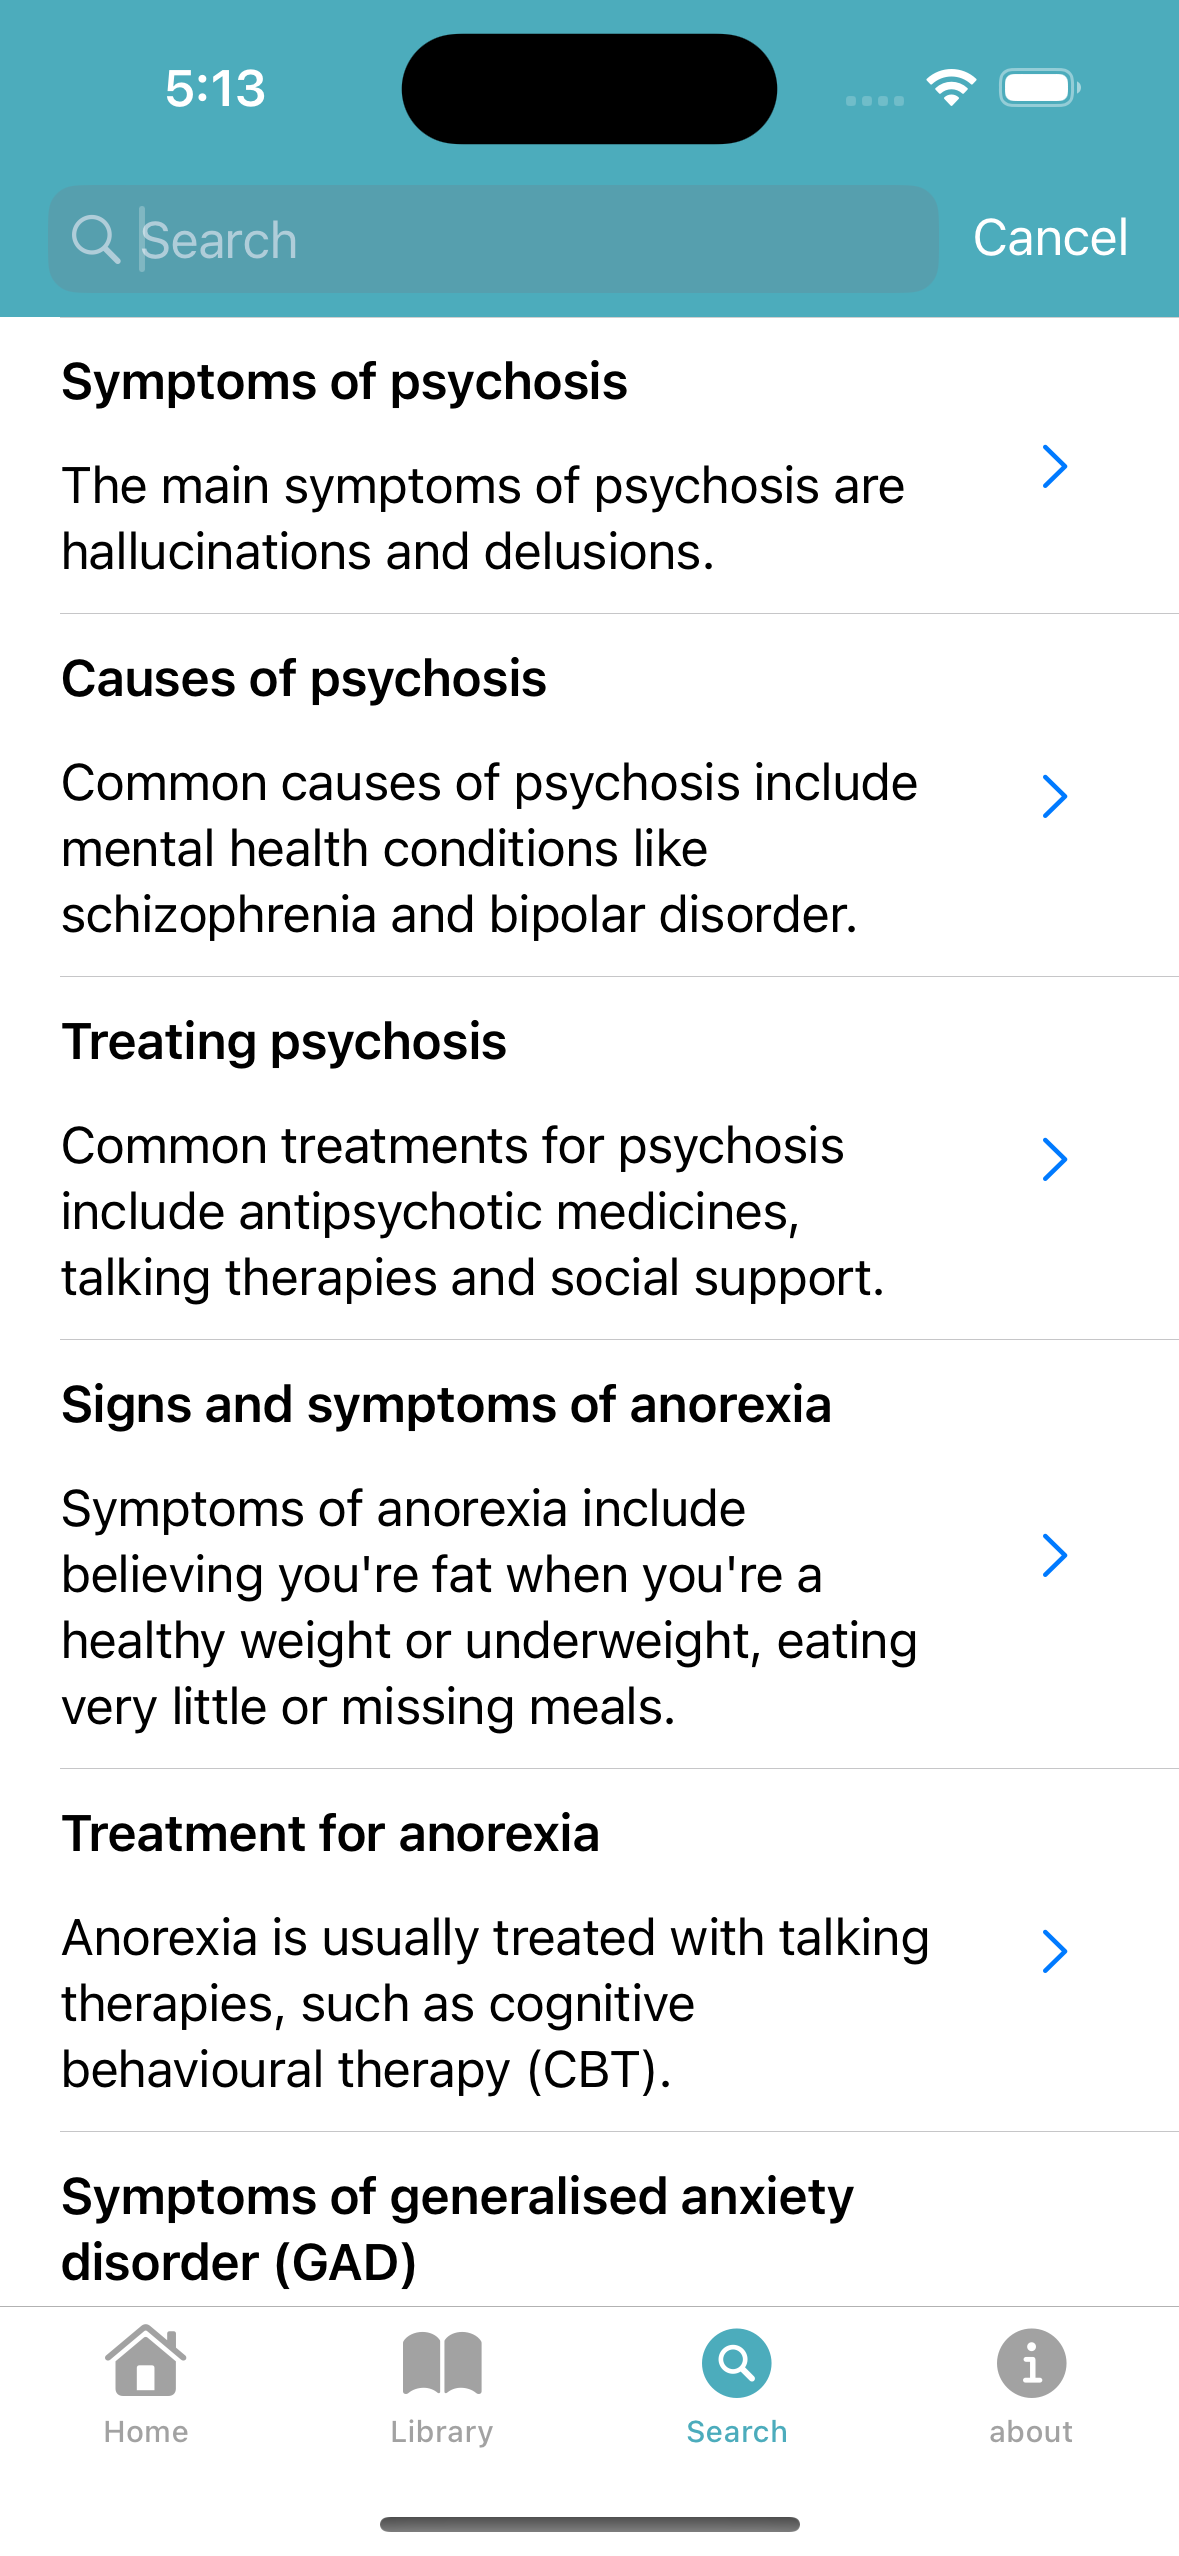 5:13
Search
Cancel
Symptoms of psychosis
The main symptoms of psychosis are
hallucinations and delusions.
Causes of psychosis
Common causes of psychosis include
mental health conditions like
schizophrenia and bipolar disorder.
Treating psychosis
Common treatments for psychosis
include antipsychotic medicines,
talking therapies and social support.
Signs and symptoms of anorexia
Symptoms of anorexia include
believing you're fat when you're a
healthy weight or underweight, eating
very little or missing meals.
Treatment for anorexia
Anorexia is usually treated with talking
therapies, such as cognitive
behavioural therapy (CBT).
Symptoms of generalised anxiety
disorder (GAD)
Home
Library
Search
about